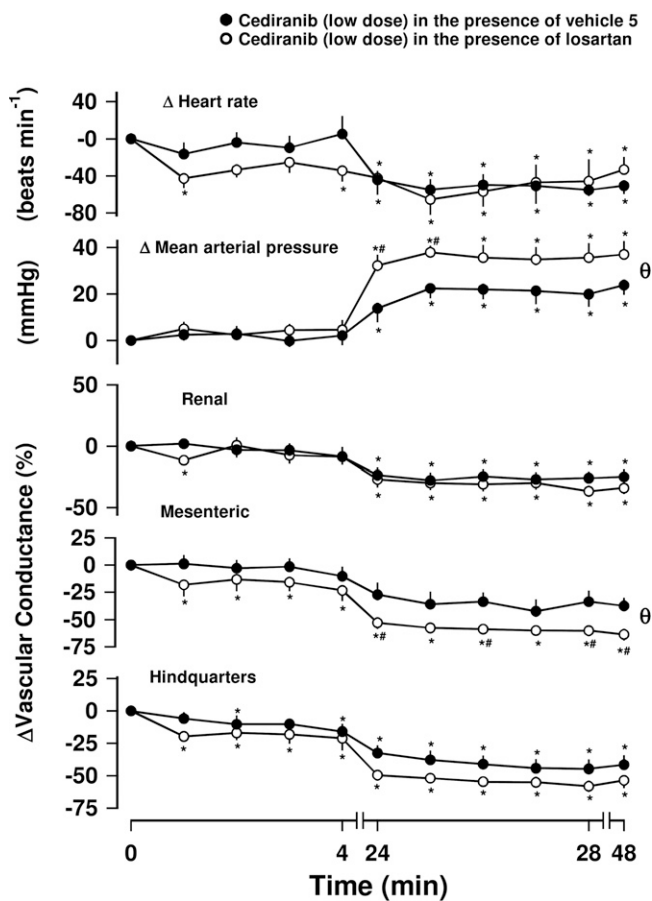 Cediranib (low dose) in the presence of vehicle 5
Cediranib (low dose) in the presence of losartan
Δ Heart rate
(beats min⁻¹)
40
-0
-40
-80
* * * * * * * *
* * * * * *
Δ Mean arterial pressure
(mmHg)
40
20
0
*# *# * * * *
* * * * * *
θ
ΔVascular Conductance (%)
Renal
50
0
-50
* * * * * *
* * * * * * *
Mesenteric
25
0
-25
-50
-75
* * * * *# * *# * *# *#
θ
Hindquarters
25
0
-25
-50
-75
* * * * * * * *
* * * * * * * * * *
0 4 24 28 48
Time (min)